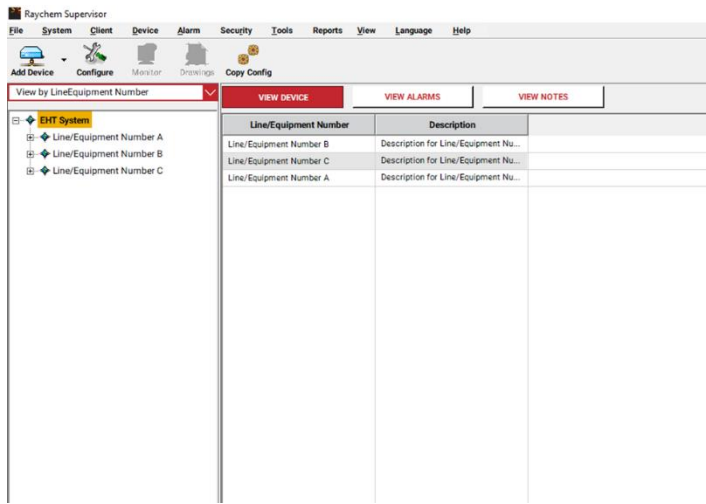 Raychem Supervisor
File System Client Device Alarm Security Tools Reports View Language Help
Add Device Configure Monitor Drawings Copy Config
View by LineEquipment Number
VIEW DEVICE VIEW ALARMS VIEW NOTES
EHT System
Line/Equipment Number A
Line/Equipment Number B
Line/Equipment Number C
Line/Equipment Number Description
Line/Equipment Number B Description for Line/Equipment Nu...
Line/Equipment Number C Description for Line/Equipment Nu...
Line/Equipment Number A Description for Line/Equipment Nu...